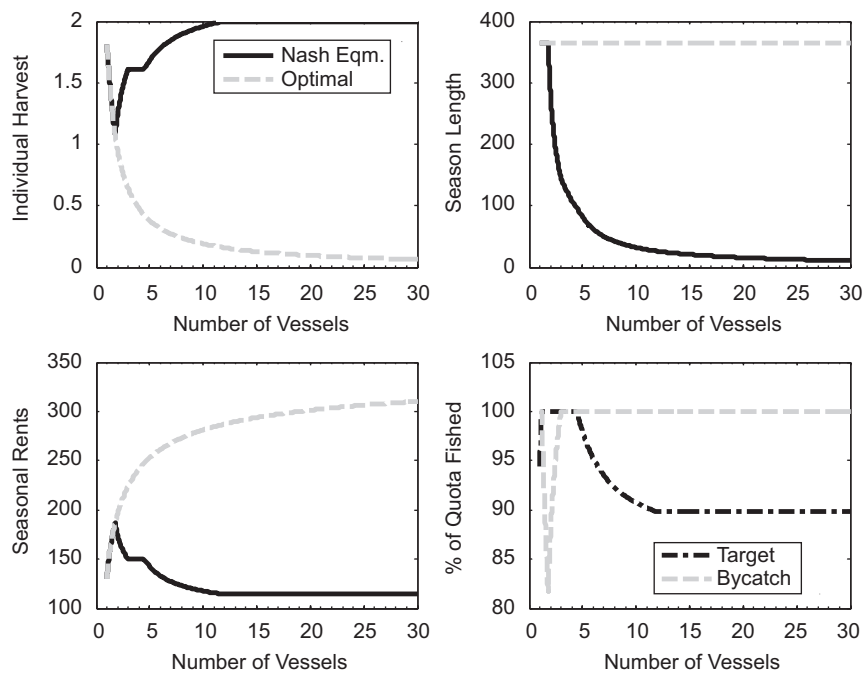 Individual Harvest
2
1.5
1
0.5
0
0 5 10 15 20 25 30
Number of Vessels
Nash Eqm.
Optimal
Season Length
400
300
200
100
0
0 5 10 15 20 25 30
Number of Vessels
Seasonal Rents
350
300
250
200
150
100
0 5 10 15 20 25 30
Number of Vessels
% of Quota Fished
105
100
95
90
85
80
0 5 10 15 20 25 30
Number of Vessels
Target
Bycatch